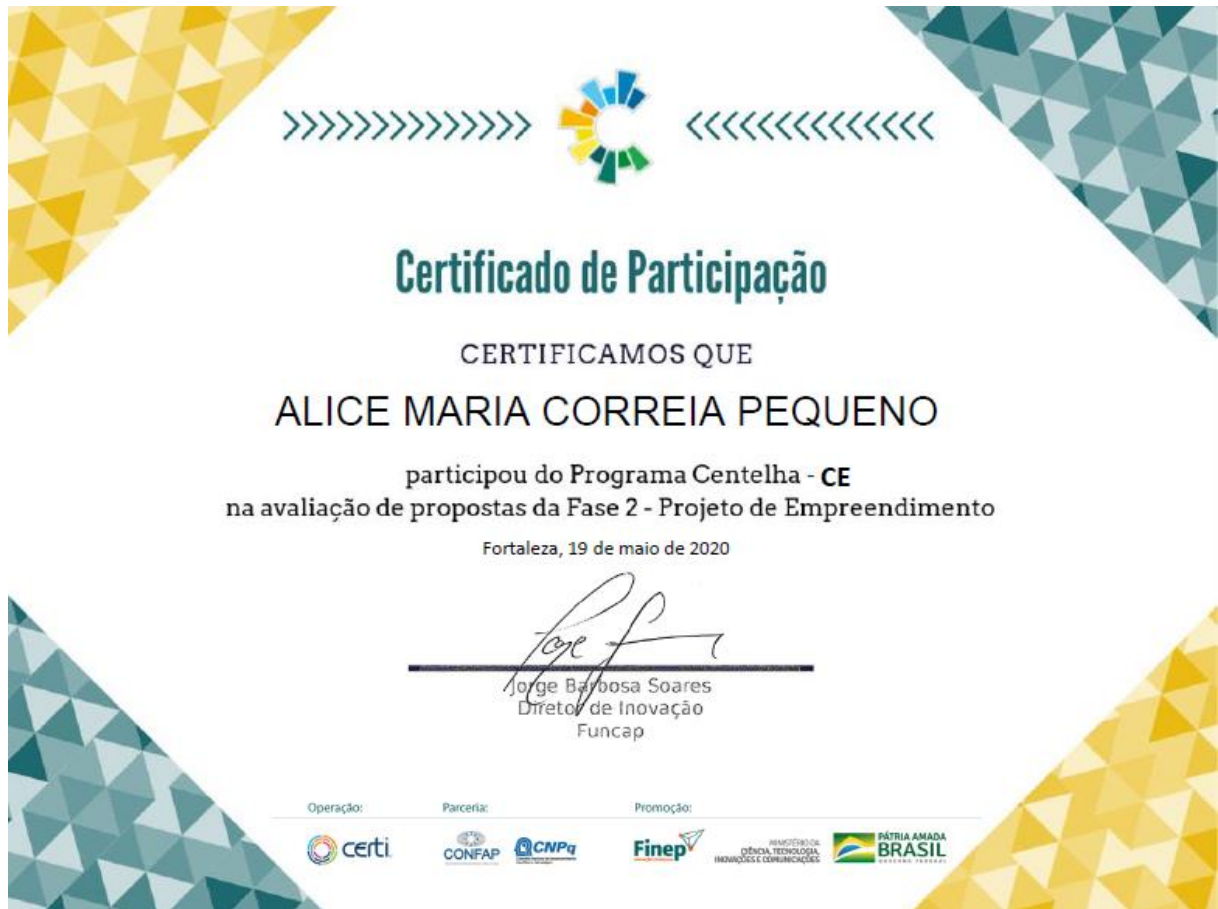 Certificado de Participação
CERTIFICAMOS QUE
ALICE MARIA CORREIA PEQUENO
participou do Programa Centelha - CE
na avaliação de propostas da Fase 2 - Projeto de Empreendimento
Fortaleza, 19 de maio de 2020
Jorge Barbosa Soares
Diretor de Inovação
Funcap
Operação: Parceria: Promoção:
certi CONFAP CNPq Finep
MINISTÉRIO DA
CIÊNCIA, TECNOLOGIA,
INOVAÇÕES E COMUNICAÇÕES
PÁTRIA AMADA
BRASIL
GOVERNO FEDERAL